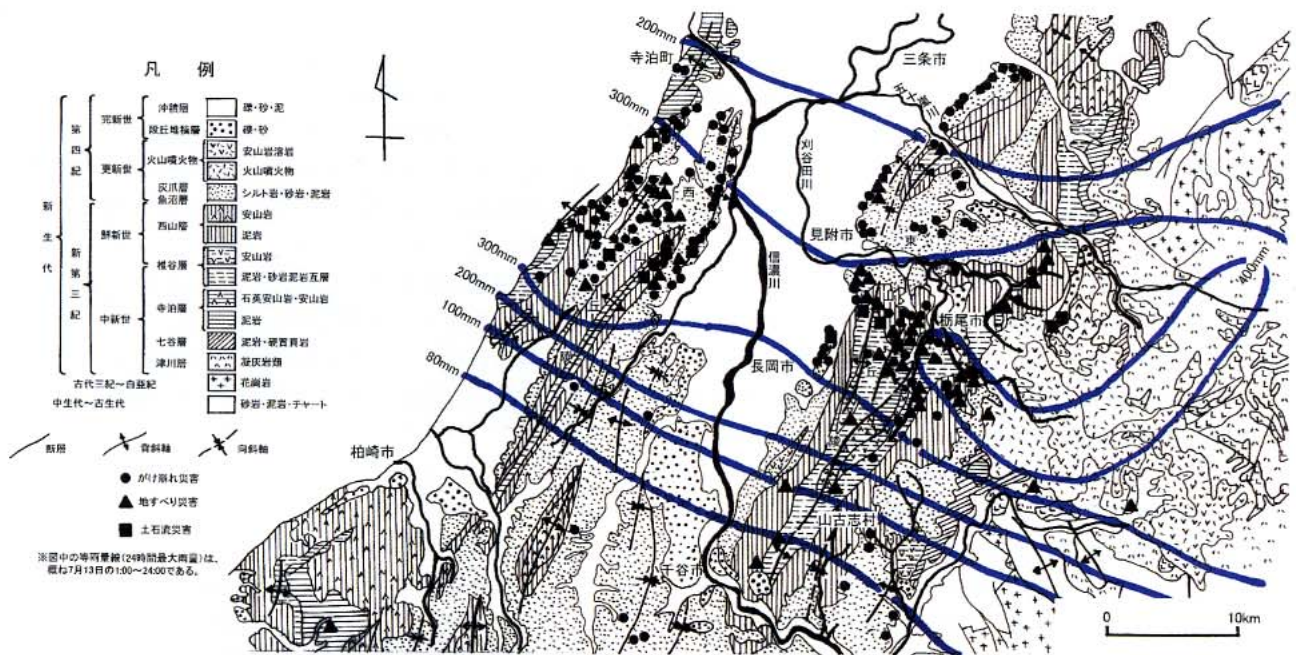 凡 例
新生代
第四紀
新第三紀
完新世
更新世
鮮新世
中新世
沖積層
段丘堆積層
火山噴火物
灰爪層
魚沼層
西山層
椎谷層
寺泊層
七谷層
津川層
礫・砂・泥
礫・砂
安山岩溶岩
火山噴火物
シルト岩・砂岩・泥岩
安山岩
泥岩
安山岩
泥岩・砂岩泥岩互層
石英安山岩・安山岩
泥岩
泥岩・硬質頁岩
凝灰岩類
花崗岩
砂岩・泥岩・チャート
古代三紀~白亜紀
中生代~古生代
断層
背斜軸
向斜軸
がけ崩れ災害
地すべり災害
土石流災害
※図中の等雨量線(24時間最大雨量)は、
概ね7月13日の1:00~24:00である。
200mm
寺泊町
三条市
五十嵐川
300mm
刈谷田川
西
見附市
東
信濃川
300mm
200mm
100mm
80mm
400mm
栃尾市
長岡市
丘
陵
柏崎市
山古志村
小千谷市
0
10km